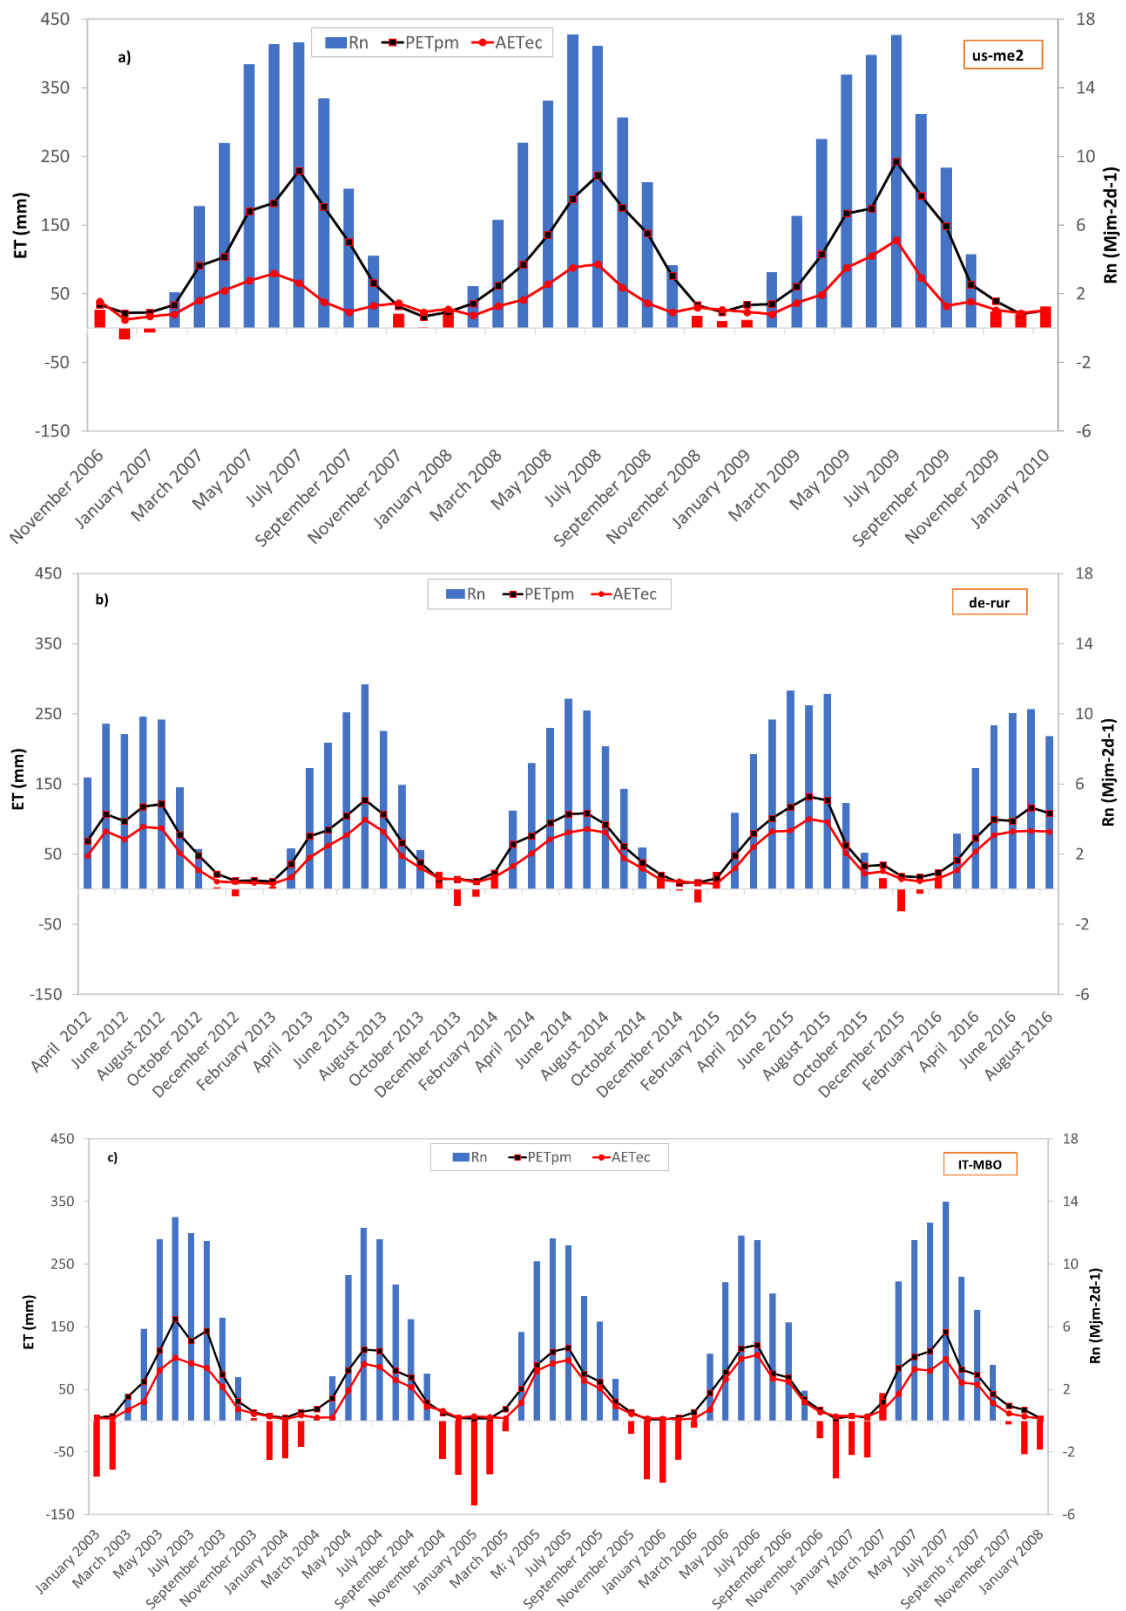 a)
Rn PETpm AETec
us-me2
ET (mm)
450
350
250
150
50
-50
-150
18
14
10
6
2
-2
-6
Rn (Mjm-2d-1)
November 2006
January 2007
March 2007
May 2007
July 2007
September 2007
November 2007
January 2008
March 2008
May 2008
July 2008
September 2008
November 2008
January 2009
March 2009
May 2009
July 2009
September 2009
November 2009
January 2010
b)
Rn PETpm AETec
de-rur
ET (mm)
450
350
250
150
50
-50
-150
18
14
10
6
2
-2
-6
Rn (Mjm-2d-1)
April 2012
June 2012
August 2012
October 2012
December 2012
February 2013
April 2013
June 2013
August 2013
October 2013
December 2013
February 2014
April 2014
June 2014
August 2014
October 2014
December 2014
February 2015
April 2015
June 2015
August 2015
October 2015
December 2015
February 2016
April 2016
June 2016
August 2016
c)
Rn PETpm AETec
IT-MBO
ET (mm)
450
350
250
150
50
-50
-150
18
14
10
6
2
-2
-6
Rn (Mjm-2d-1)
January 2003
March 2003
May 2003
July 2003
September 2003
November 2003
January 2004
March 2004
May 2004
July 2004
September 2004
November 2004
January 2005
March 2005
2005
July 2005
September 2005
November 2005
January 2006
March 2006
May 2006
July 2006
September 2006
November 2006
January 2007
March 2007
May 2007
July 2007
2007
November 2007
January 2008